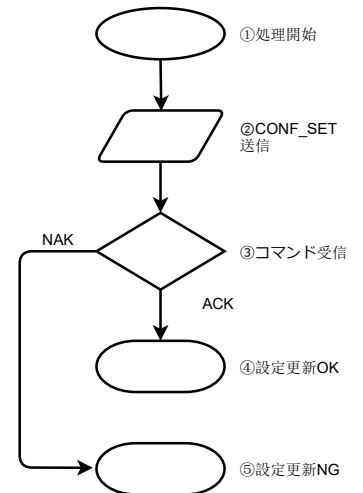 ①処理開始
②CONF_SET
送信
NAK
③コマンド受信
ACK
④設定更新OK
⑤設定更新NG